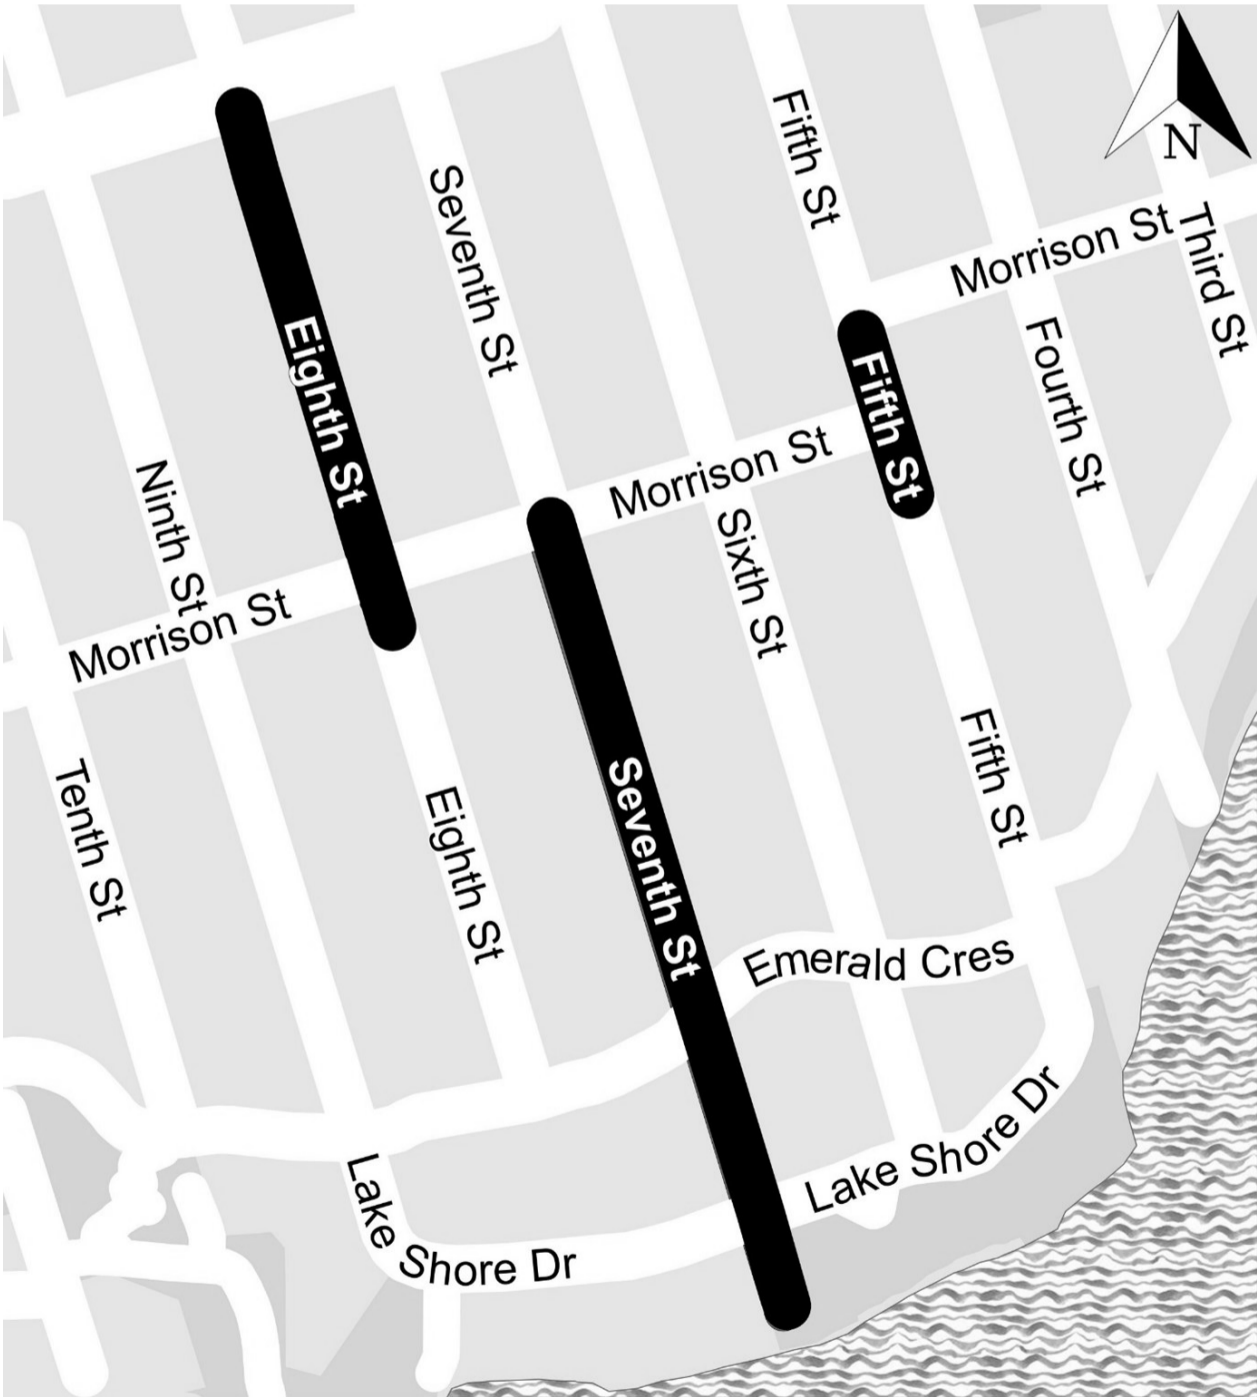 Fifth St
N
Seventh St
Morrison St
Third St
Eighth St
Fifth St
Fourth St
Morrison St
Ninth St
Sixth St
Morrison St
Fifth St
Tenth St
Eighth St
Seventh St
Emerald Cres
Lake Shore Dr
Lake Shore Dr